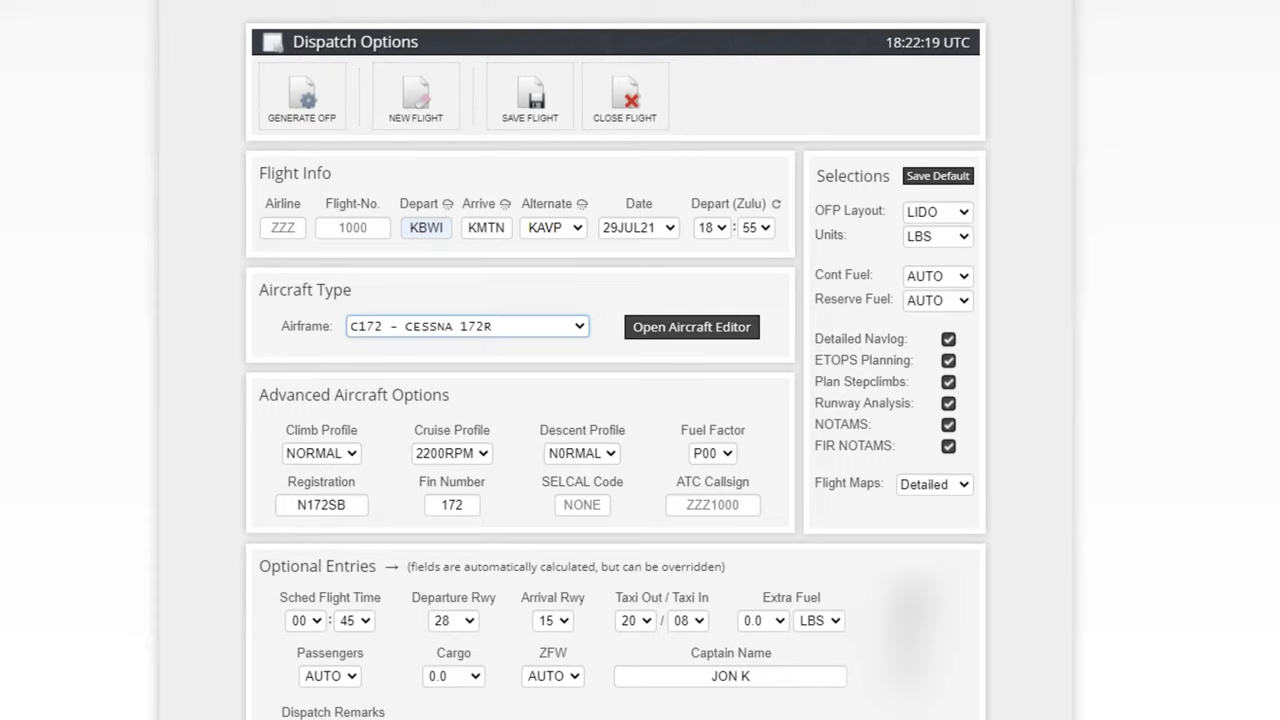 Dispatch Options 18:22:19 UTC
GENERATE OFP NEW FLIGHT SAVE FLIGHT CLOSE FLIGHT
Flight Info
Airline Flight-No. Depart Arrive Alternate Date Depart (Zulu)
ZZZ 1000 KBWI KMTN KAVP 29JUL21 18 : 55
Aircraft Type
Airframe: C172 - CESSNA 172R Open Aircraft Editor
Advanced Aircraft Options
Climb Profile Cruise Profile Descent Profile Fuel Factor
NORMAL 2200RPM N0RMAL P00
Registration Fin Number SELCAL Code ATC Callsign
N172SB 172 NONE ZZZ1000
Selections Save Default
OFP Layout: LIDO
Units: LBS
Cont Fuel: AUTO
Reserve Fuel: AUTO
Detailed Navlog:
ETOPS Planning:
Plan Stepclimbs:
Runway Analysis:
NOTAMS:
FIR NOTAMS:
Flight Maps: Detailed
Optional Entries → (fields are automatically calculated, but can be overridden)
Sched Flight Time Departure Rwy Arrival Rwy Taxi Out / Taxi In Extra Fuel
00 : 45 28 15 20 / 08 0.0 LBS
Passengers Cargo ZFW Captain Name
AUTO 0.0 AUTO JON K
Dispatch Remarks